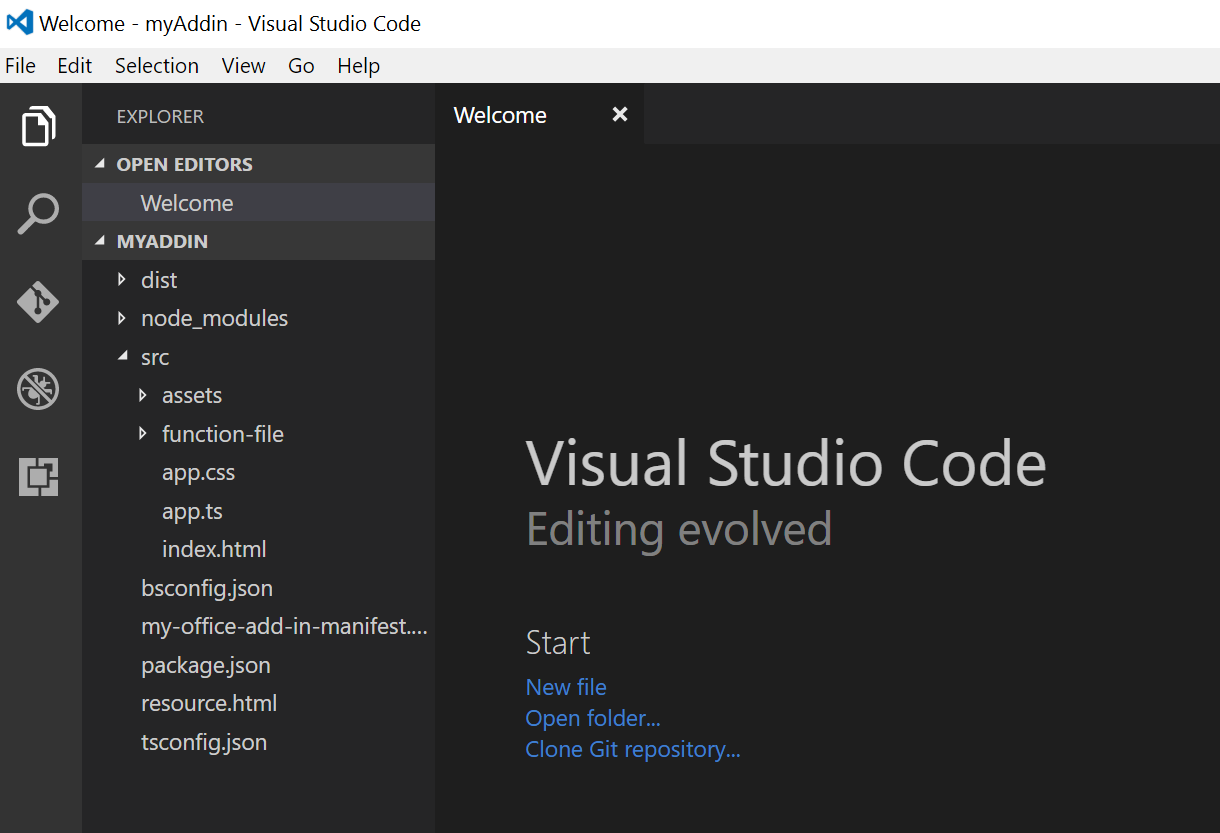 Welcome - myAddin - Visual Studio Code
File Edit Selection View Go Help
EXPLORER
OPEN EDITORS
Welcome
MYADDIN
dist
node_modules
src
assets
function-file
app.css
app.ts
index.html
bsconfig.json
my-office-add-in-manifest....
package.json
resource.html
tsconfig.json
Welcome
Visual Studio Code
Editing evolved
Start
New file
Open folder...
Clone Git repository...